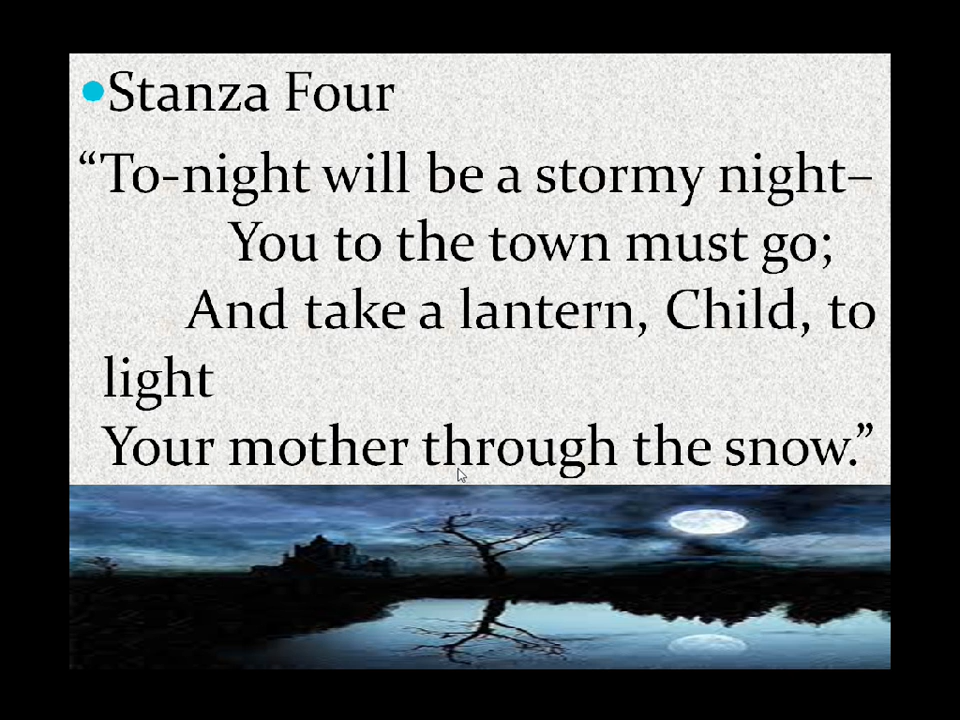 •Stanza Four
“To-night will be a stormy night–
You to the town must go;
And take a lantern, Child, to
light
Your mother through the snow.”